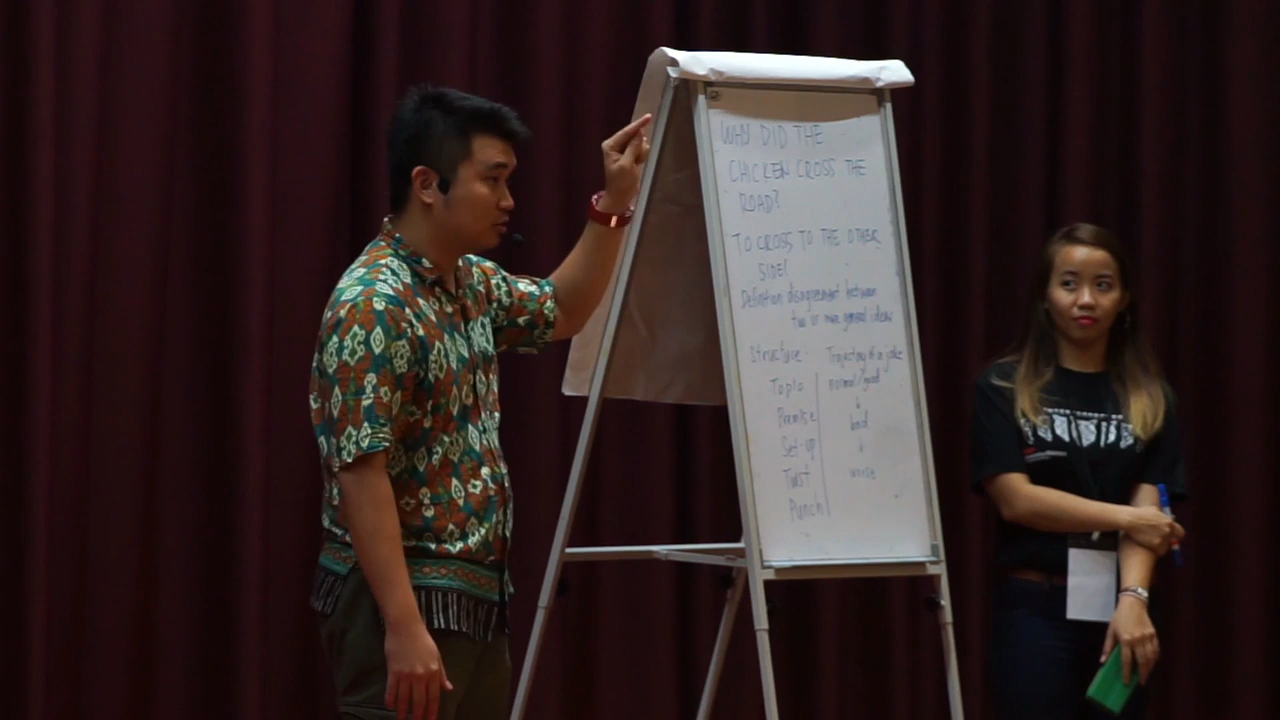 WHY DID THE
CHICKEN CROSS THE
ROAD?
TO CROSS TO THE OTHER
SIDE!
Definition disagreement between
two or more general ideas
Structure:
Topic
Premise
Set-up
Twist
Punch
Trajectory of a joke
normal/good
↓
bad
↓
worse